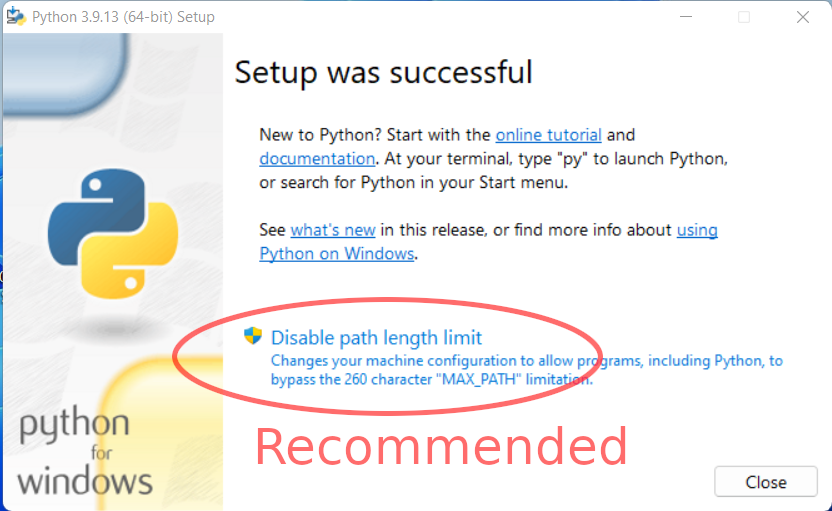 Python 3.9.13 (64-bit) Setup
Setup was successful
New to Python? Start with the online tutorial and
documentation. At your terminal, type "py" to launch Python,
or search for Python in your Start menu.
See what's new in this release, or find more info about using
Python on Windows.
Disable path length limit
Changes your machine configuration to allow programs, including Python, to
bypass the 260 character "MAX_PATH" limitation.
Recommended
python
for
windows
Close